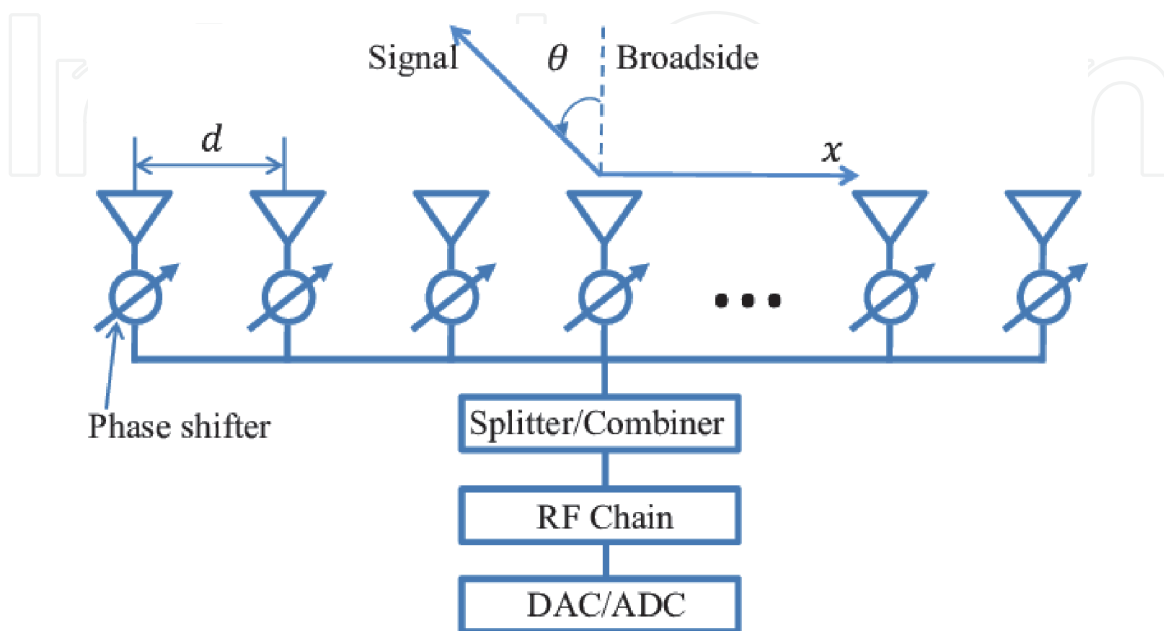 Signal
θ
Broadside
d
x
Phase shifter
Splitter/Combiner
RF Chain
DAC/ADC